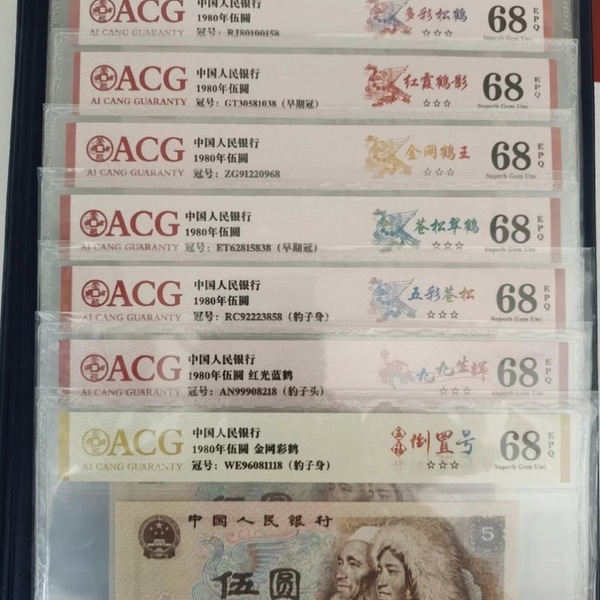 ACG
AI CANG GUARANTY
中国人民银行
1980年伍圆
冠号：RJ80100158
多彩松鹤
☆☆☆
68
EPQ
Superb Gem Unc
ACG
AI CANG GUARANTY
中国人民银行
1980年伍圆
冠号：GT30581038（早期冠）
红霞鹤影
☆☆☆
68
EPQ
Superb Gem Unc
ACG
AI CANG GUARANTY
中国人民银行
1980年伍圆
冠号：ZG91220968
金网鹤王
☆☆☆
68
EPQ
Superb Gem Unc
ACG
AI CANG GUARANTY
中国人民银行
1980年伍圆
冠号：ET62815838（早期冠）
苍松翠鹤
☆☆☆
68
EPQ
Superb Gem Unc
ACG
AI CANG GUARANTY
中国人民银行
1980年伍圆
冠号：RC92223858（豹子身）
五彩苍松
☆☆☆
68
EPQ
Superb Gem Unc
ACG
AI CANG GUARANTY
中国人民银行
1980年伍圆 红光蓝鹤
冠号：AN99908218（豹子头）
九九生辉
☆☆☆
68
EPQ
Superb Gem Unc
ACG
AI CANG GUARANTY
中国人民银行
1980年伍圆 金网彩鹤
冠号：WE96081118（豹子身）
倒置号
☆☆☆
68
EPQ
Superb Gem Unc
中国人民银行
5
伍圆